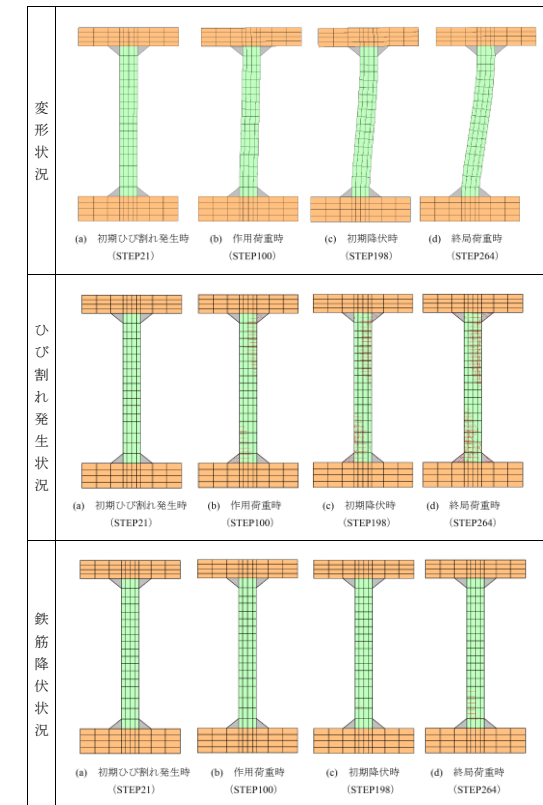 変形状況
(a) 初期ひび割れ発生時 (b) 作用荷重時 (c) 初期降伏時 (d) 終局荷重時
(STEP21) (STEP100) (STEP198) (STEP264)
ひび割れ発生状況
(a) 初期ひび割れ発生時 (b) 作用荷重時 (c) 初期降伏時 (d) 終局荷重時
(STEP21) (STEP100) (STEP198) (STEP264)
鉄筋降伏状況
(a) 初期ひび割れ発生時 (b) 作用荷重時 (c) 初期降伏時 (d) 終局荷重時
(STEP21) (STEP100) (STEP198) (STEP264)